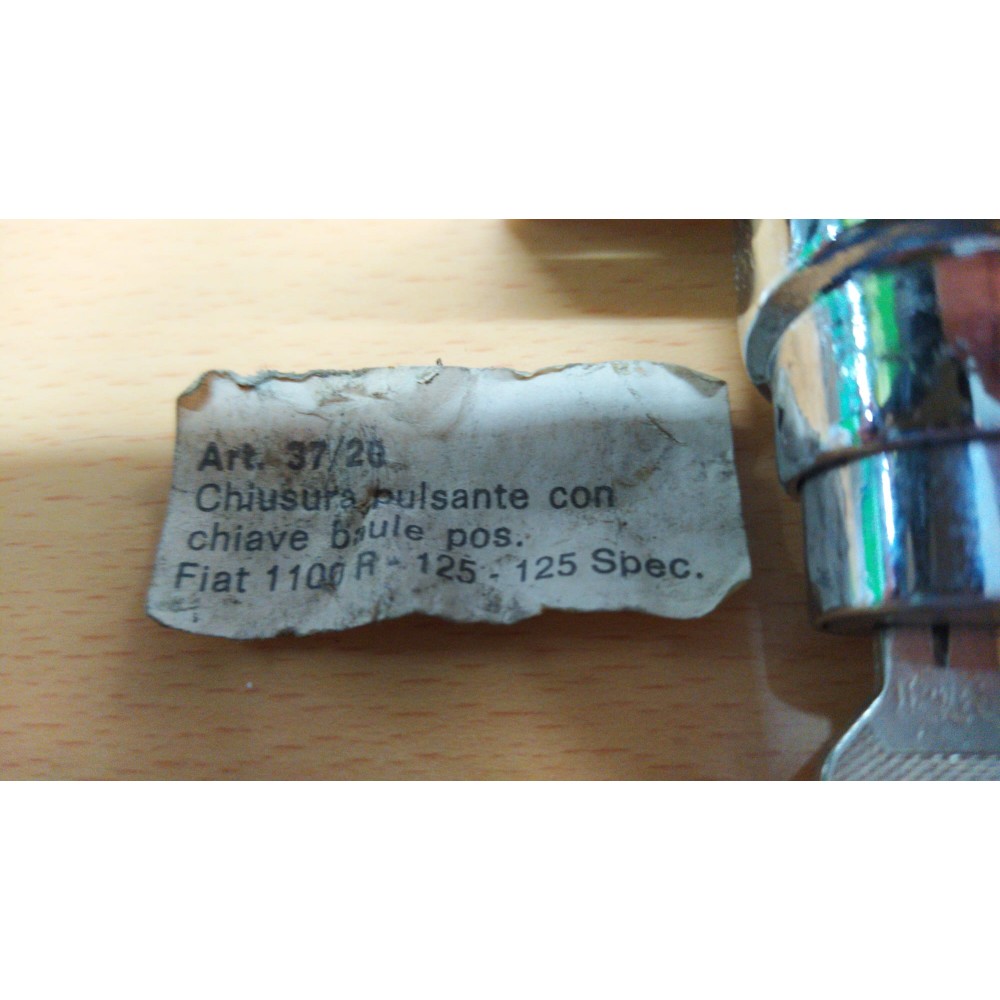 Art. 37/20
Chiusura pulsante con
chiave baule pos.
Fiat 1100 R - 125 - 125 Spec.